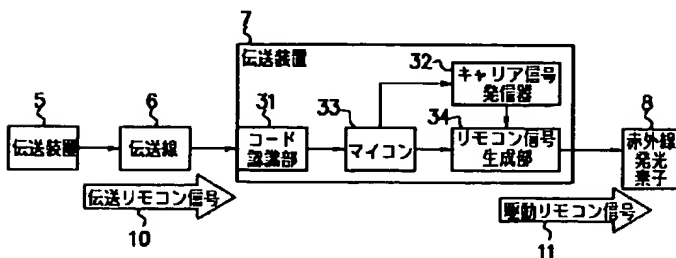 7
伝送装置
32
キャリア信号
発信器
5
伝送装置
6
伝送線
31
コード
認識部
33
マイコン
34
リモコン信号
生成部
8
赤外線
発光
素子
伝送リモコン信号
10
駆動リモコン信号
11